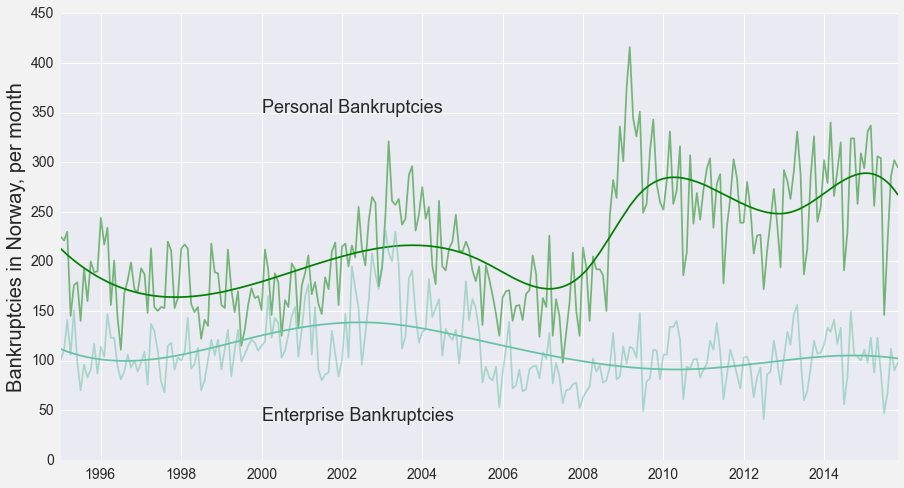 Bankruptcies in Norway, per month
450
400
350
300
250
200
150
100
50
0
Personal Bankruptcies
Enterprise Bankruptcies
1996 1998 2000 2002 2004 2006 2008 2010 2012 2014